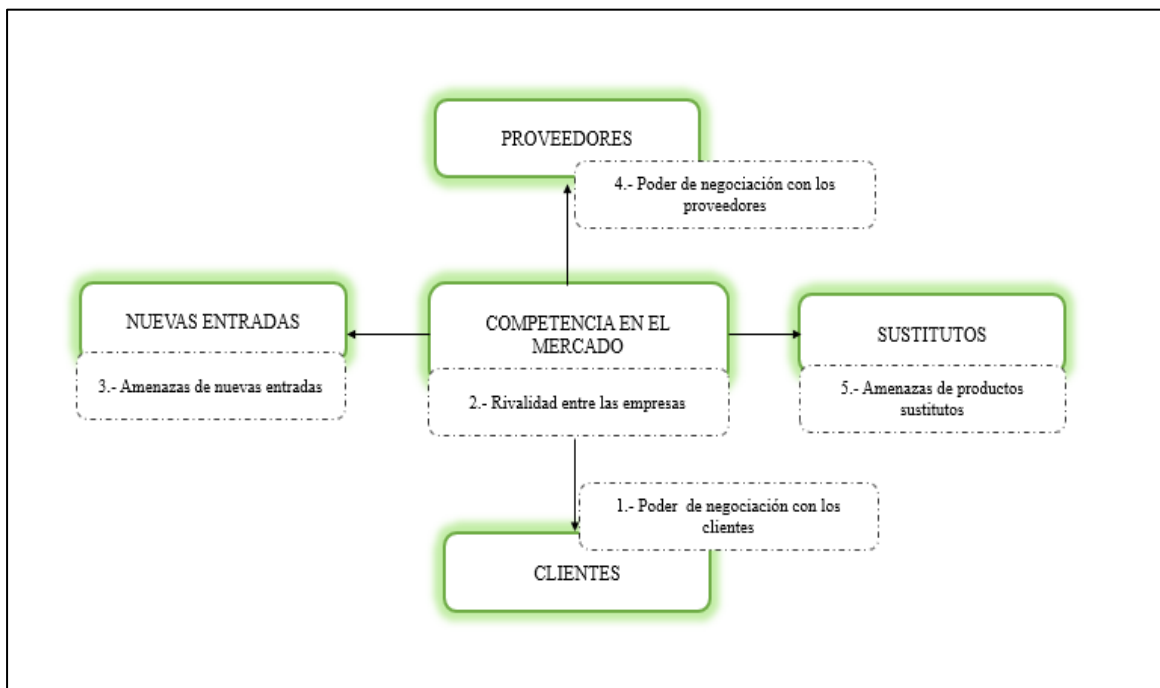 PROVEEDORES
4.- Poder de negociación con los
proveedores
NUEVAS ENTRADAS
3.- Amenazas de nuevas entradas
COMPETENCIA EN EL
MERCADO
2.- Rivalidad entre las empresas
SUSTITUTOS
5.- Amenazas de productos
sustitutos
1.- Poder de negociación con los
clientes
CLIENTES